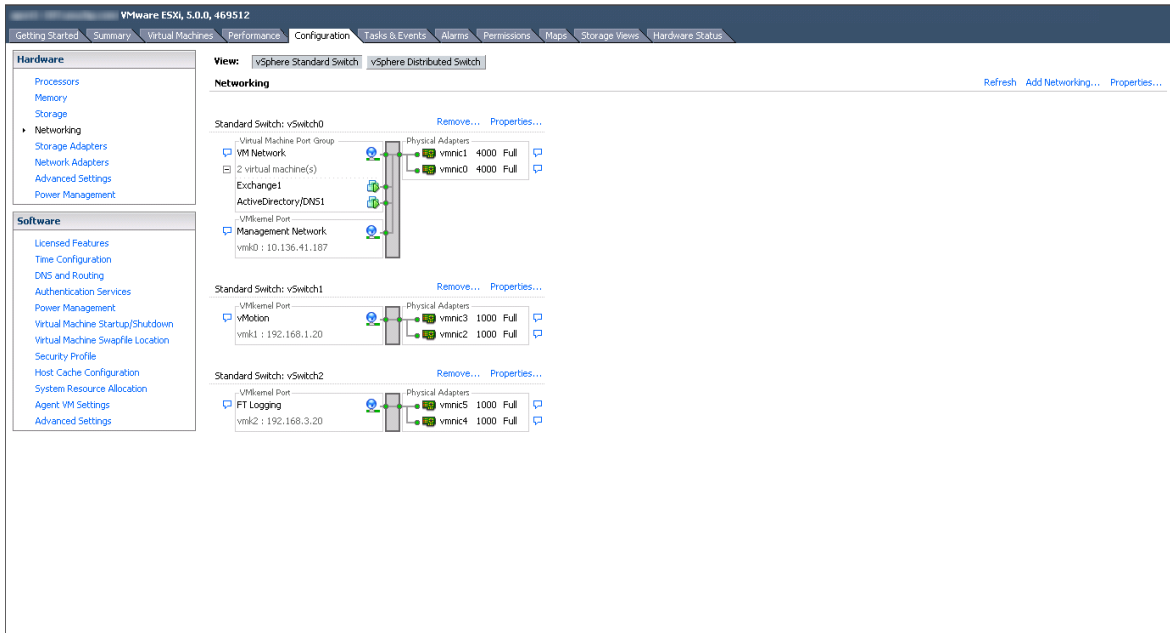 VMware ESXi, 5.0.0, 469512
Getting Started Summary Virtual Machines Performance Configuration Tasks & Events Alarms Permissions Maps Storage Views Hardware Status
Hardware
Processors
Memory
Storage
Networking
Storage Adapters
Network Adapters
Advanced Settings
Power Management
Software
Licensed Features
Time Configuration
DNS and Routing
Authentication Services
Power Management
Virtual Machine Startup/Shutdown
Virtual Machine Swapfile Location
Security Profile
Host Cache Configuration
System Resource Allocation
Agent VM Settings
Advanced Settings
View: vSphere Standard Switch vSphere Distributed Switch
Networking Refresh Add Networking... Properties...
Standard Switch: vSwitch0 Remove... Properties...
Virtual Machine Port Group Physical Adapters
VM Network vmnic1 4000 Full
2 virtual machine(s) vmnic0 4000 Full
Exchange1
ActiveDirectory/DNS1
VMkernel Port
Management Network
vmk0 : 10.136.41.187
Standard Switch: vSwitch1 Remove... Properties...
VMkernel Port Physical Adapters
vMotion vmnic3 1000 Full
vmk1 : 192.168.1.20 vmnic2 1000 Full
Standard Switch: vSwitch2 Remove... Properties...
VMkernel Port Physical Adapters
FT Logging vmnic5 1000 Full
vmk2 : 192.168.3.20 vmnic4 1000 Full